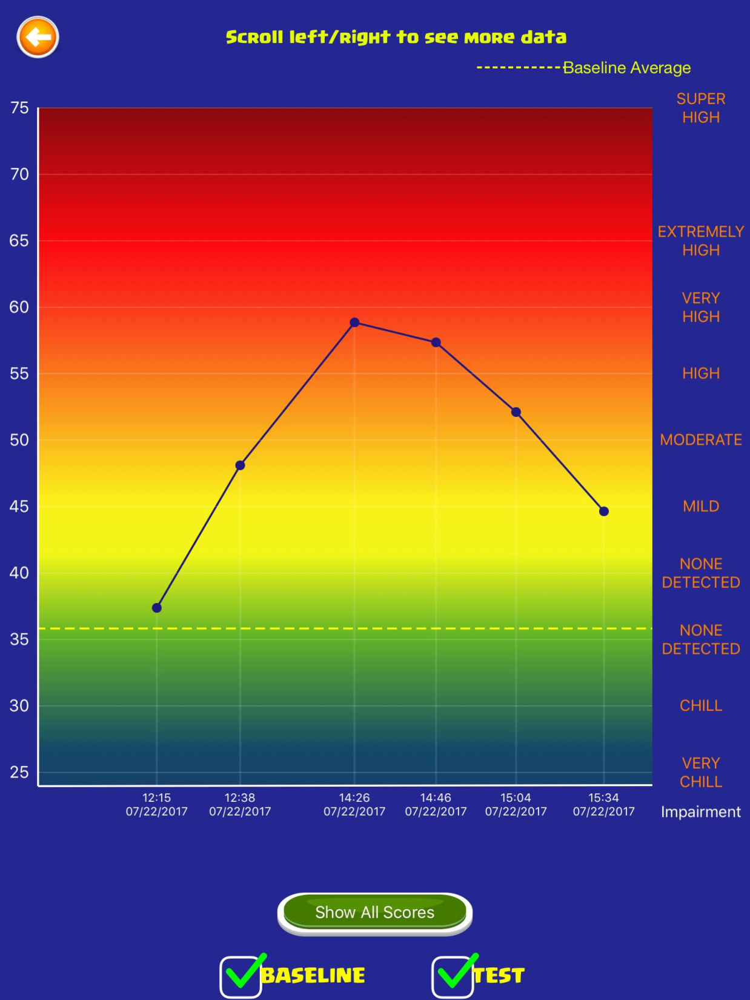 Scroll left/right to see more data
Baseline Average
75
70
65
60
55
50
45
40
35
30
25
SUPER
HIGH
EXTREMELY
HIGH
VERY
HIGH
HIGH
MODERATE
MILD
NONE
DETECTED
NONE
DETECTED
CHILL
VERY
CHILL
12:15 12:38 14:26 14:46 15:04 15:34
07/22/2017 07/22/2017 07/22/2017 07/22/2017 07/22/2017 07/22/2017
Impairment
Show All Scores
BASELINE TEST